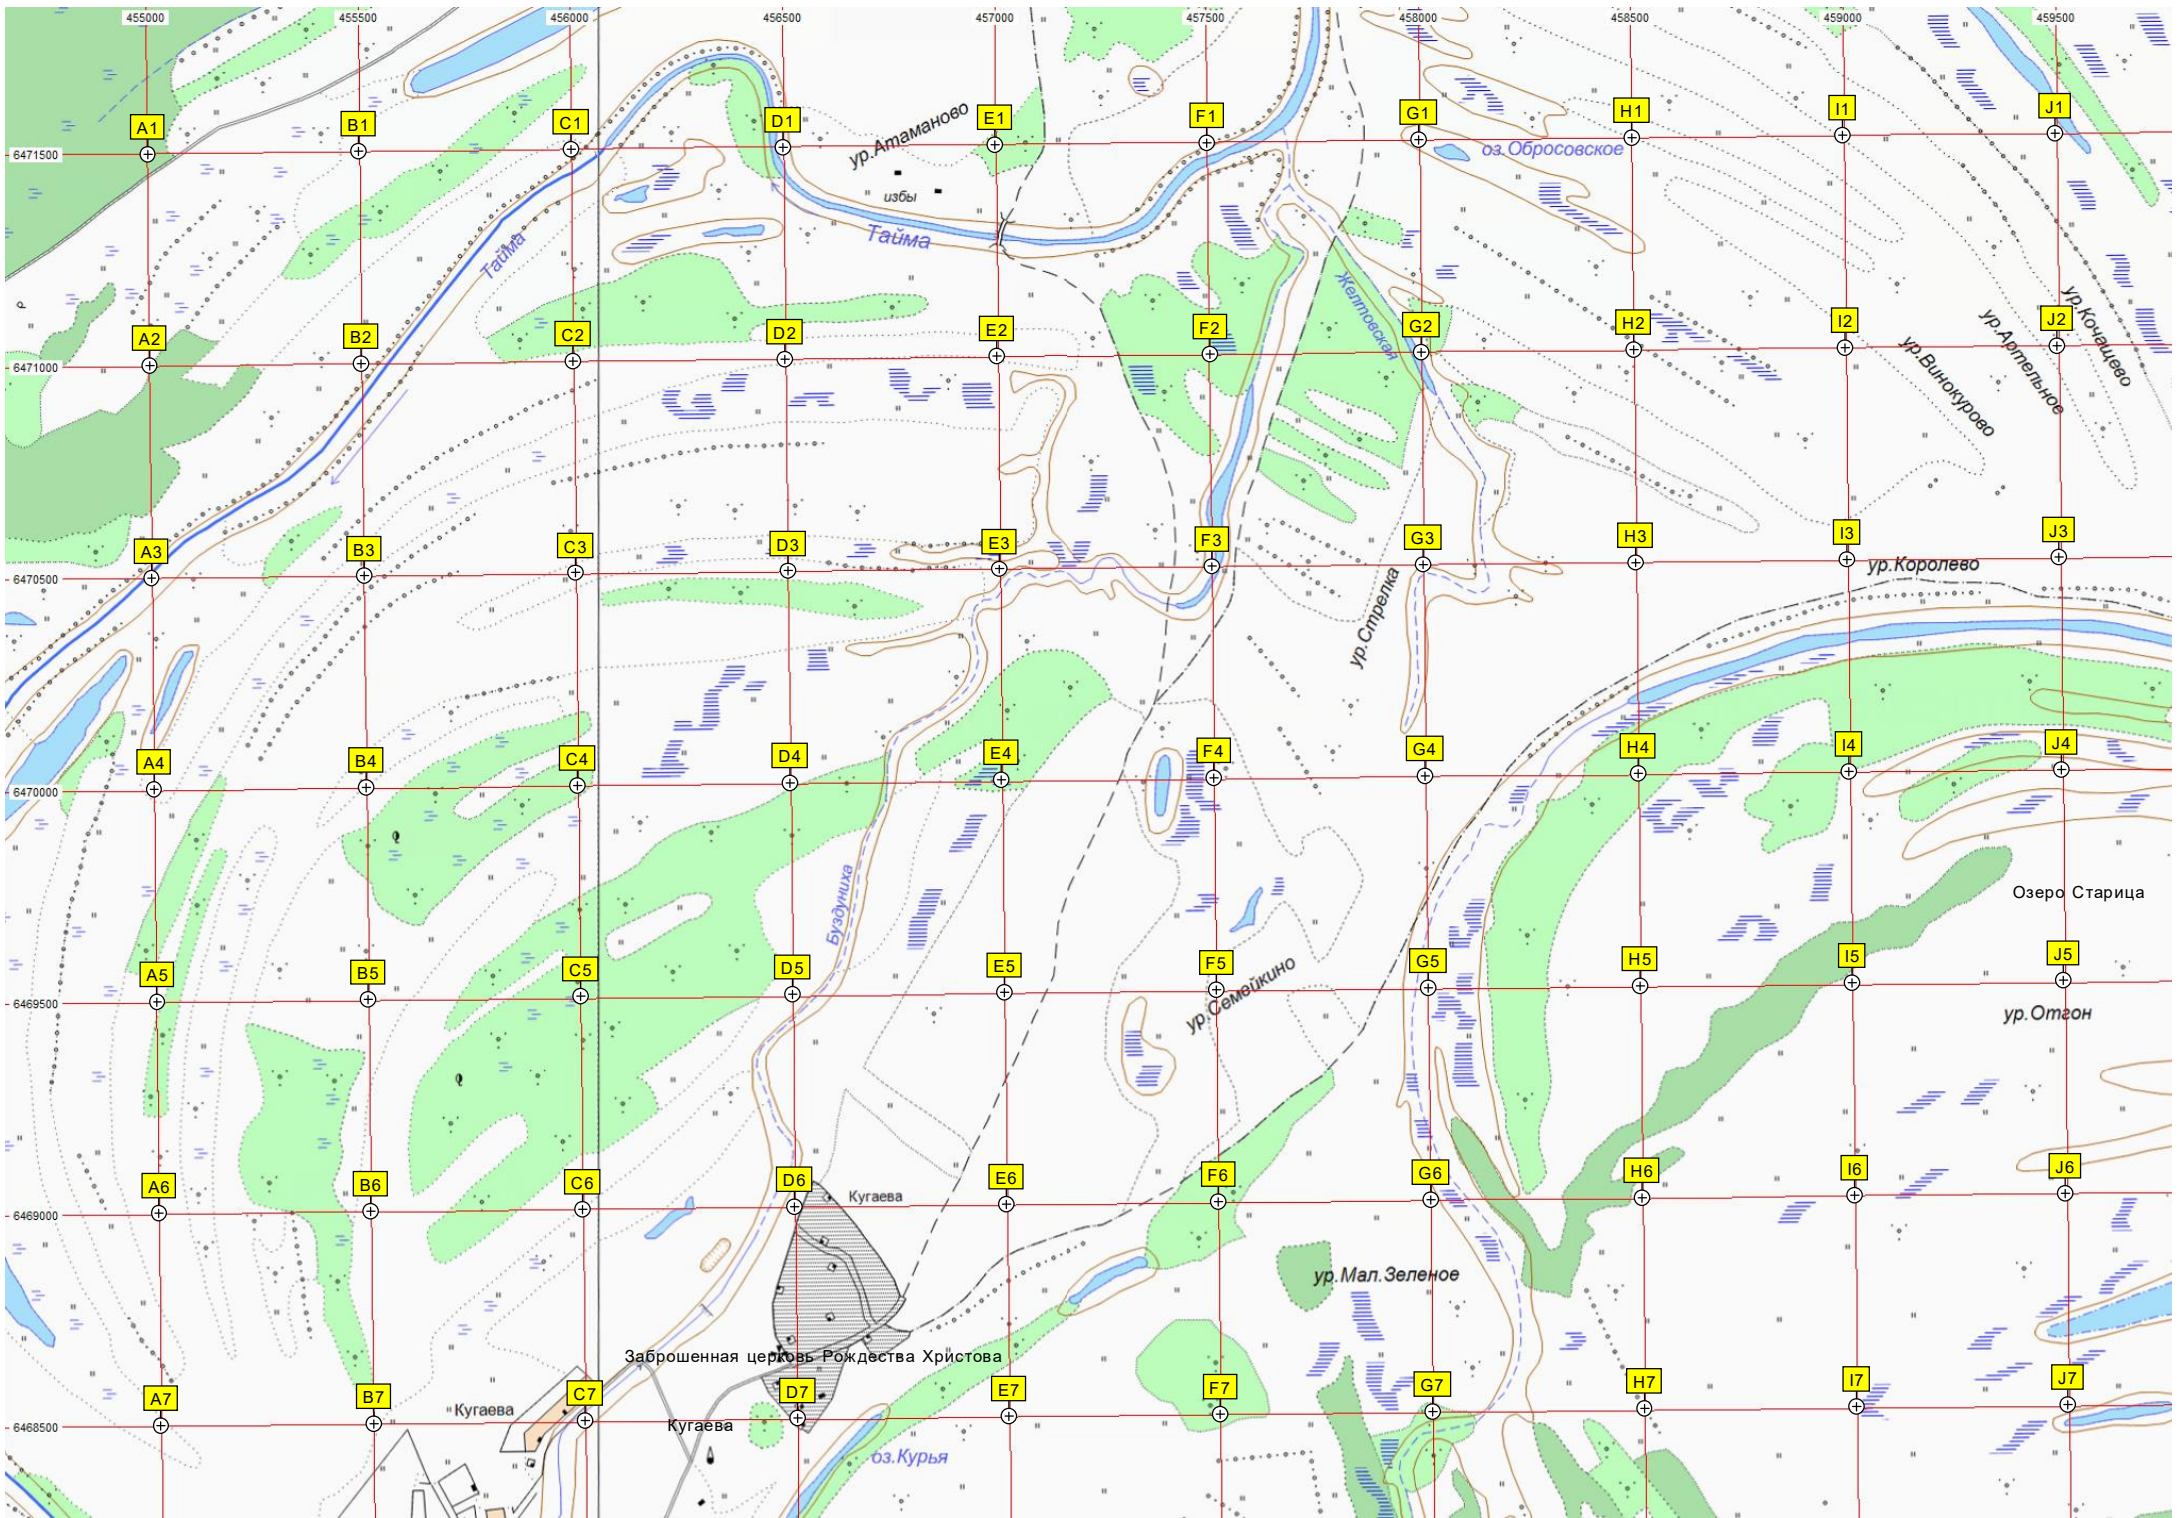 455000 455500 456000 456500 457000 457500 458000 458500 459000 459500
A1 B1 C1 D1 E1 F1 G1 H1 I1 J1
ур.Атаманово
6471500
оз.Обросовское
избы
Тайма
Тайма
Желтовская
ур.Кочащево
ур.Артельное
ур.Винокурово
A2 B2 C2 D2 E2 F2 G2 H2 I2 J2
6471000
A3 B3 C3 D3 E3 F3 G3 H3 I3 J3
6470500
ур.Королево
ур.Стрелка
A4 B4 C4 D4 E4 F4 G4 H4 I4 J4
6470000
Буздуниха
Озеро Старица
A5 B5 C5 D5 E5 F5 G5 H5 I5 J5
6469500
ур.Семейкино
ур.Отгон
A6 B6 C6 D6 E6 F6 G6 H6 I6 J6
Кугаева
6469000
ур.Мал.Зеленое
Заброшенная церковь Рождества Христова
A7 B7 C7 D7 E7 F7 G7 H7 I7 J7
Кугаева
6468500
Кугаева
оз.Курья